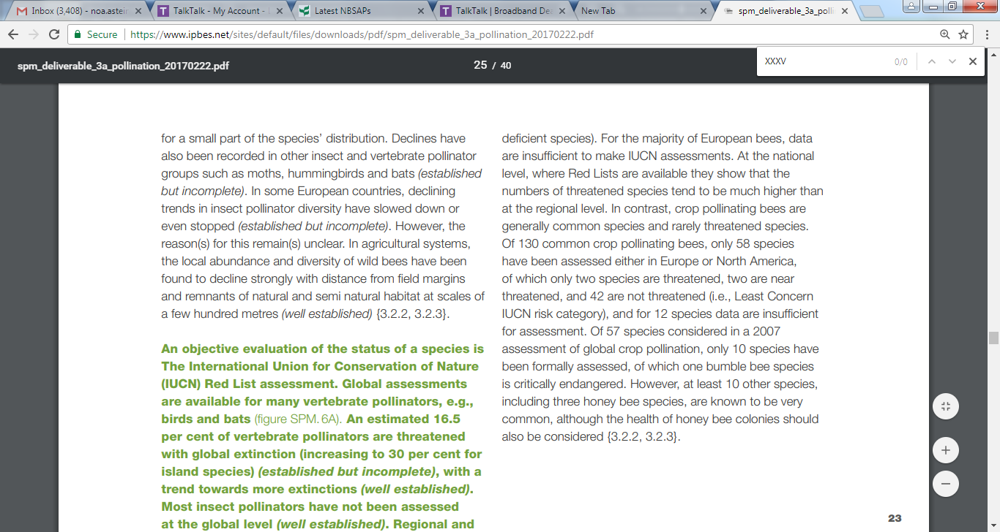 Inbox (3,408) - noa.astein
TalkTalk - My Account -
Latest NBSAPs
TalkTalk | Broadband De
New Tab
spm_deliverable_3a_polli
Secure
https://www.ipbes.net/sites/default/files/downloads/pdf/spm_deliverable_3a_pollination_20170222.pdf
spm_deliverable_3a_pollination_20170222.pdf
25 / 40
XXXV
0/0
for a small part of the species’ distribution. Declines have
also been recorded in other insect and vertebrate pollinator
groups such as moths, hummingbirds and bats (established
but incomplete). In some European countries, declining
trends in insect pollinator diversity have slowed down or
even stopped (established but incomplete). However, the
reason(s) for this remain(s) unclear. In agricultural systems,
the local abundance and diversity of wild bees have been
found to decline strongly with distance from field margins
and remnants of natural and semi natural habitat at scales of
a few hundred metres (well established) {3.2.2, 3.2.3}.
An objective evaluation of the status of a species is
The International Union for Conservation of Nature
(IUCN) Red List assessment. Global assessments
are available for many vertebrate pollinators, e.g.,
birds and bats (figure SPM. 6A). An estimated 16.5
per cent of vertebrate pollinators are threatened
with global extinction (increasing to 30 per cent for
island species) (established but incomplete), with a
trend towards more extinctions (well established).
Most insect pollinators have not been assessed
at the global level (well established). Regional and
deficient species). For the majority of European bees, data
are insufficient to make IUCN assessments. At the national
level, where Red Lists are available they show that the
numbers of threatened species tend to be much higher than
at the regional level. In contrast, crop pollinating bees are
generally common species and rarely threatened species.
Of 130 common crop pollinating bees, only 58 species
have been assessed either in Europe or North America,
of which only two species are threatened, two are near
threatened, and 42 are not threatened (i.e., Least Concern
IUCN risk category), and for 12 species data are insufficient
for assessment. Of 57 species considered in a 2007
assessment of global crop pollination, only 10 species have
been formally assessed, of which one bumble bee species
is critically endangered. However, at least 10 other species,
including three honey bee species, are known to be very
common, although the health of honey bee colonies should
also be considered {3.2.2, 3.2.3}.
23